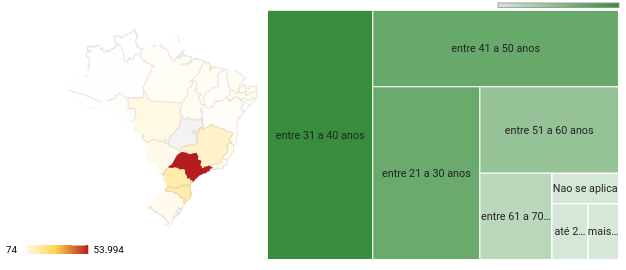 entre 41 a 50 anos
entre 31 a 40 anos
entre 51 a 60 anos
entre 21 a 30 anos
Nao se aplica
entre 61 a 70…
até 2… mais…
74 53.994